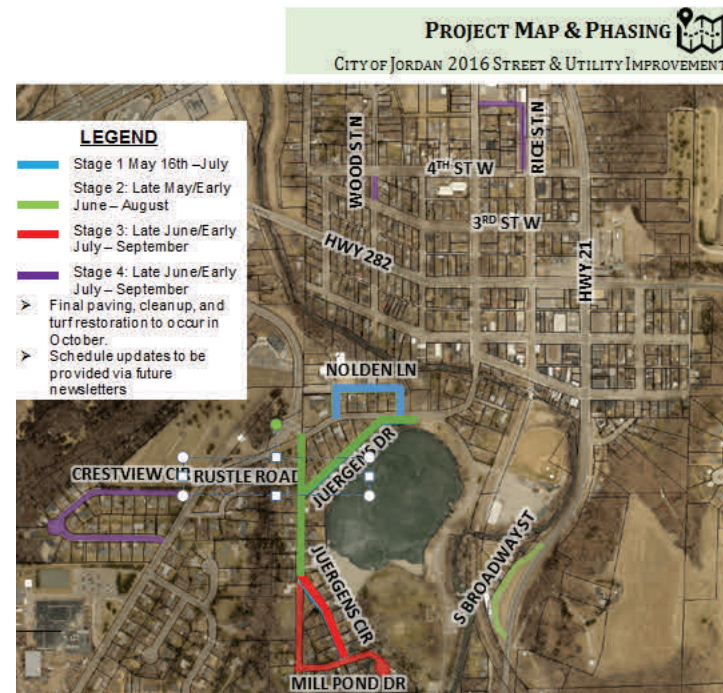 PROJECT MAP & PHASING
CITY OF JORDAN 2016 STREET & UTILITY IMPROVEMENT
LEGEND
Stage 1 May 16th –July
Stage 2: Late May/Early
June – August
Stage 3: Late June/Early
July – September
Stage 4: Late June/Early
July – September
➢ Final paving, cleanup, and
turf restoration to occur in
October.
➢ Schedule updates to be
provided via future
newsletters
WOOD ST N
4TH ST W
RICE ST N
3RD ST W
HWY 282
HWY 21
NOLDEN LN
JUERGENS DR
CRESTVIEW CIR
RUSTLE ROAD
JUERGENS CIR
S BROADWAY ST
MILL POND DR